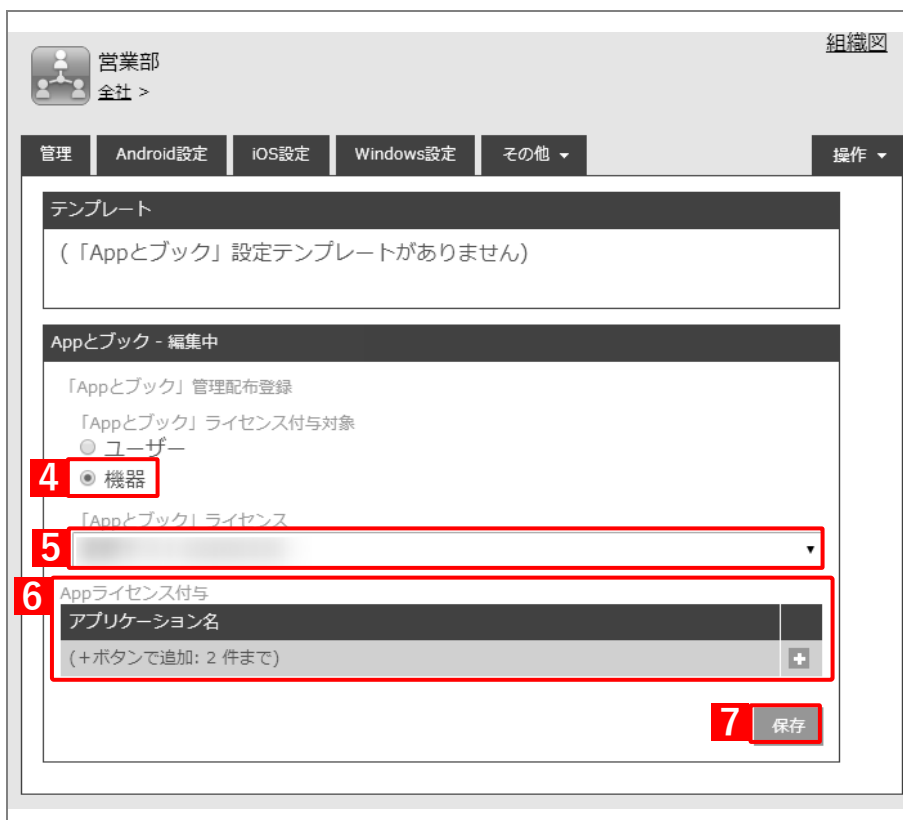 組織図
営業部
全社 >
管理
Android設定
iOS設定
Windows設定
その他
操作
テンプレート
(「Appとブック」設定テンプレートがありません)
Appとブック - 編集中
「Appとブック」管理配布登録
「Appとブック」ライセンス付与対象
ユーザー
4
機器
「Appとブック」ライセンス
5
6
Appライセンス付与
アプリケーション名
(+ボタンで追加: 2 件まで)
7
保存